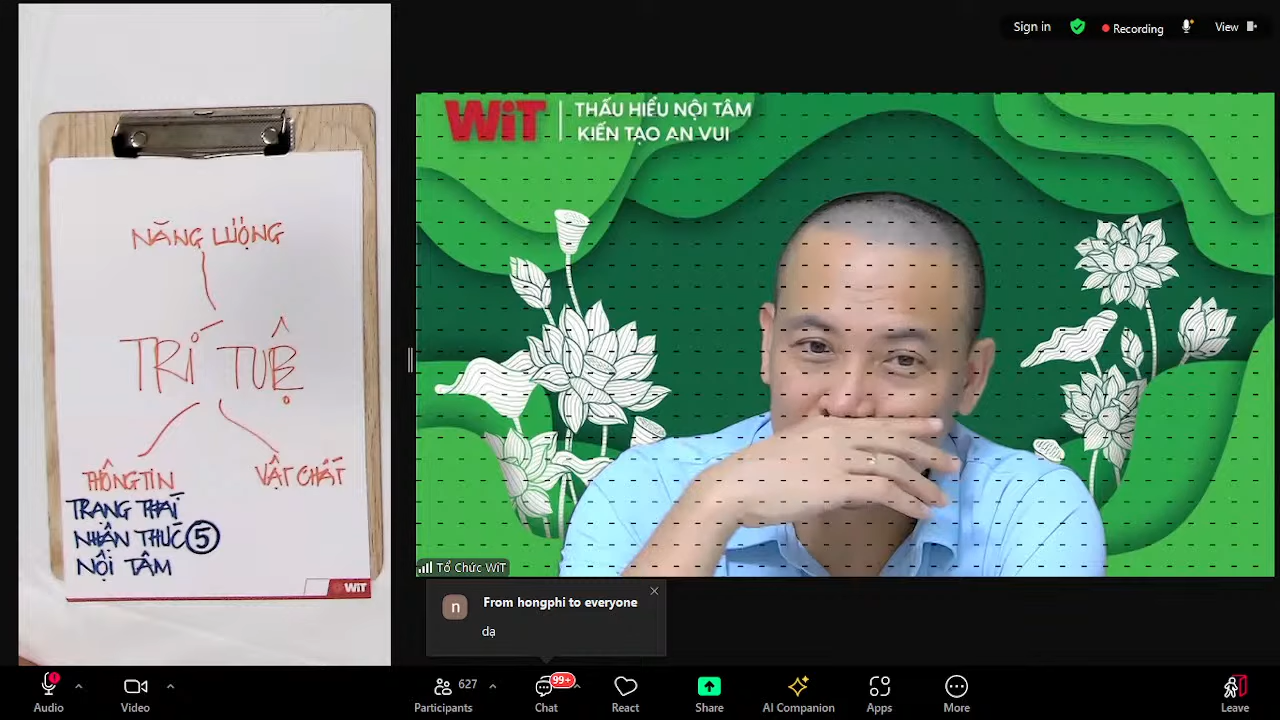 NĂNG LƯỢNG
TRÍ TUỆ
THÔNG TIN
VẬT CHẤT
TRẠNG THÁI
NHẬN THỨC ⑤
NỘI TÂM
WiT
Sign in
Recording
View
WiT
THẤU HIỂU NỘI TÂM
KIẾN TẠO AN VUI
Tổ Chức WiT
n
From hongphi to everyone
dạ
627
99+
Audio
Video
Participants
Chat
React
Share
AI Companion
Apps
More
Leave